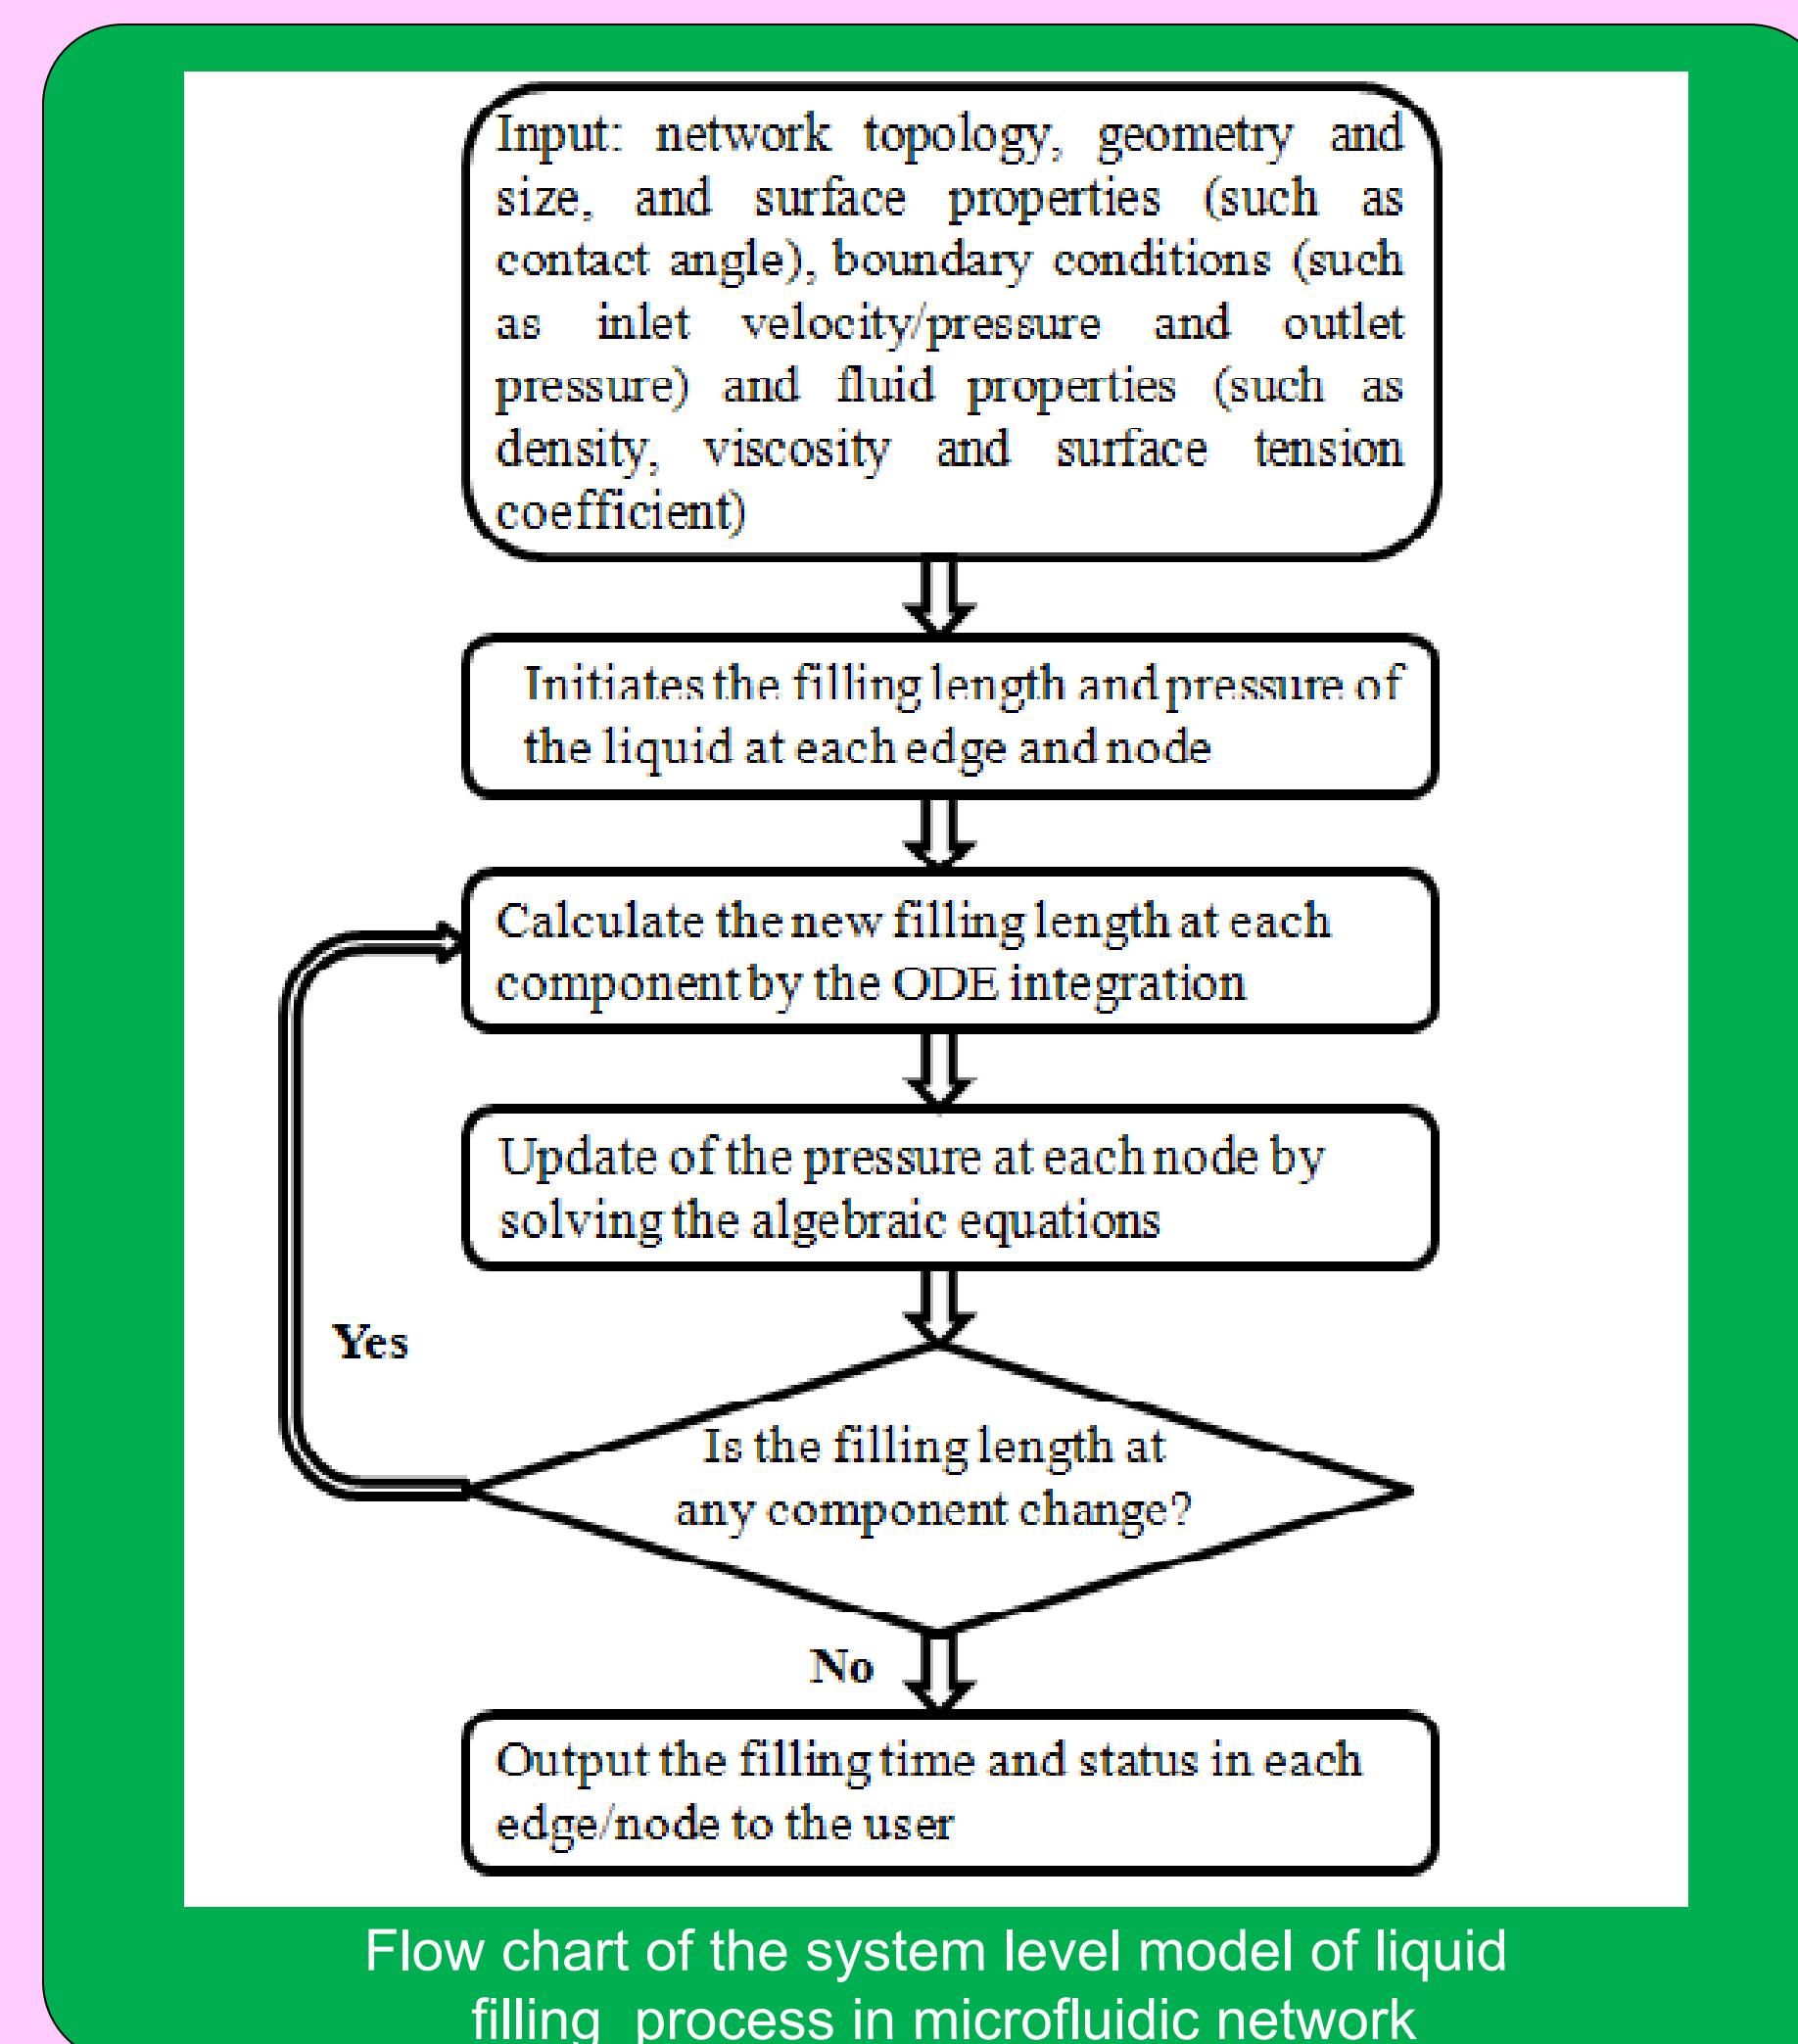 Input: network topology, geometry and
size, and surface properties (such as
contact angle), boundary conditions (such
as inlet velocity/pressure and outlet
pressure) and fluid properties (such as
density, viscosity and surface tension
coefficient)
Initiates the filling length and pressure of
the liquid at each edge and node
Calculate the new filling length at each
component by the ODE integration
Update of the pressure at each node by
solving the algebraic equations
Yes
Is the filling length at
any component change?
No
Output the filling time and status in each
edge/node to the user
Flow chart of the system level model of liquid
filling process in microfluidic network